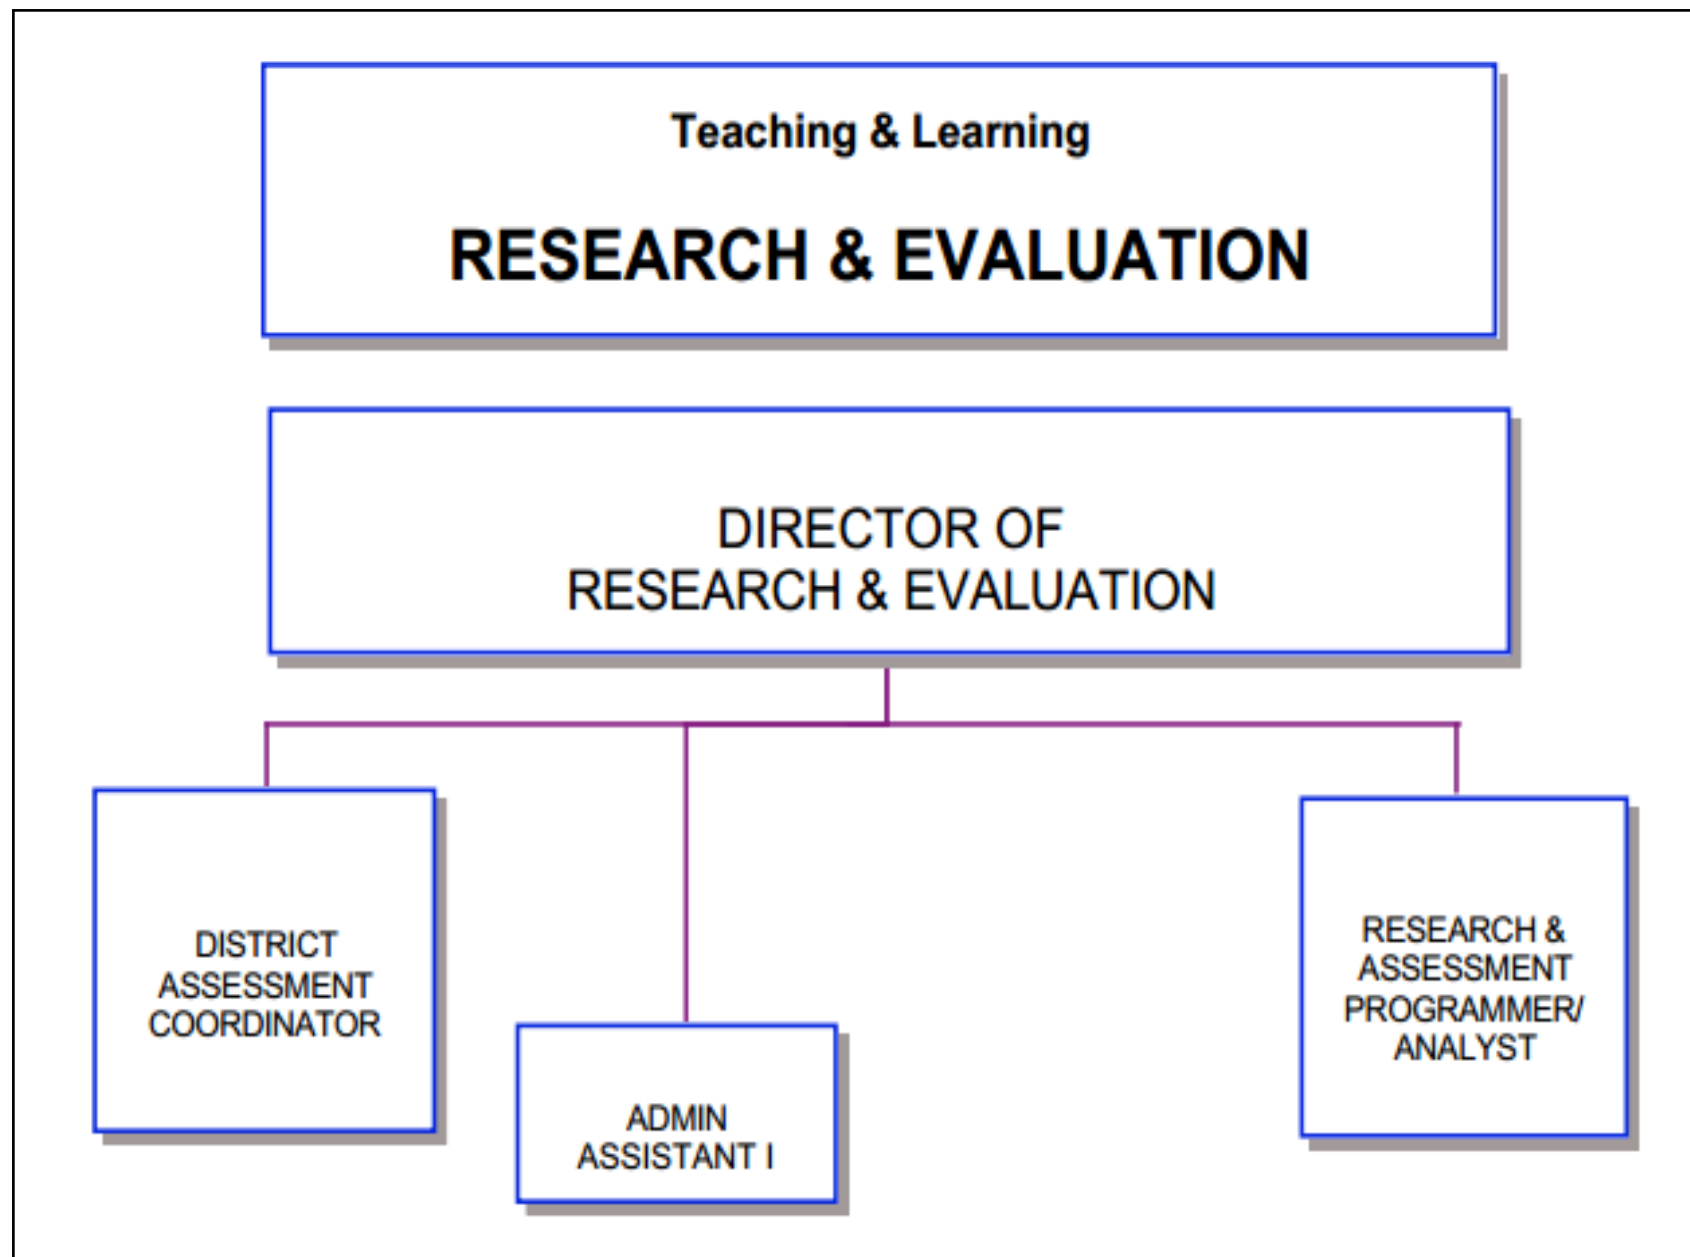 Teaching & Learning
RESEARCH & EVALUATION
DIRECTOR OF
RESEARCH & EVALUATION
DISTRICT
ASSESSMENT
COORDINATOR
ADMIN
ASSISTANT I
RESEARCH &
ASSESSMENT
PROGRAMMER/
ANALYST